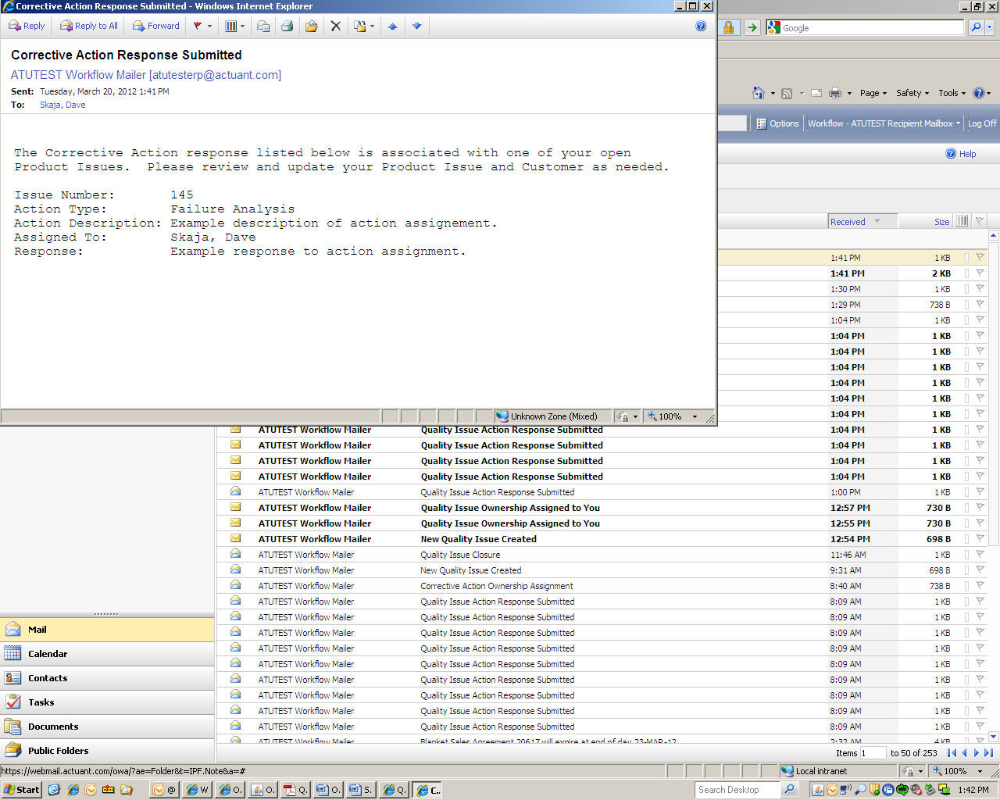 Corrective Action Response Submitted - Windows Internet Explorer
Reply Reply to All Forward
Corrective Action Response Submitted
ATUTEST Workflow Mailer [atutesterp@actuant.com]
Sent: Tuesday, March 20, 2012 1:41 PM
To: Skaja, Dave
The Corrective Action response listed below is associated with one of your open
Product Issues. Please review and update your Product Issue and Customer as needed.
Issue Number: 145
Action Type: Failure Analysis
Action Description: Example description of action assignement.
Assigned To: Skaja, Dave
Response: Example response to action assignment.
Unknown Zone (Mixed) 100%
Google
Page Safety Tools
Options Workflow - ATUTEST Recipient Mailbox Log Off
Help
Received Size
1:41 PM 1 KB
1:41 PM 2 KB
1:30 PM 1 KB
1:29 PM 738 B
1:04 PM 1 KB
1:04 PM 1 KB
1:04 PM 1 KB
1:04 PM 1 KB
1:04 PM 1 KB
1:04 PM 1 KB
1:04 PM 1 KB
ATUTEST Workflow Mailer Quality Issue Action Response Submitted 1:04 PM 1 KB
ATUTEST Workflow Mailer Quality Issue Action Response Submitted 1:04 PM 1 KB
ATUTEST Workflow Mailer Quality Issue Action Response Submitted 1:04 PM 1 KB
ATUTEST Workflow Mailer Quality Issue Action Response Submitted 1:04 PM 1 KB
ATUTEST Workflow Mailer Quality Issue Action Response Submitted 1:00 PM 1 KB
ATUTEST Workflow Mailer Quality Issue Ownership Assigned to You 12:57 PM 730 B
ATUTEST Workflow Mailer Quality Issue Ownership Assigned to You 12:55 PM 730 B
ATUTEST Workflow Mailer New Quality Issue Created 12:54 PM 698 B
ATUTEST Workflow Mailer Quality Issue Closure 11:46 AM 1 KB
ATUTEST Workflow Mailer New Quality Issue Created 9:31 AM 698 B
ATUTEST Workflow Mailer Corrective Action Ownership Assignment 8:40 AM 738 B
ATUTEST Workflow Mailer Quality Issue Action Response Submitted 8:09 AM 1 KB
ATUTEST Workflow Mailer Quality Issue Action Response Submitted 8:09 AM 1 KB
ATUTEST Workflow Mailer Quality Issue Action Response Submitted 8:09 AM 1 KB
ATUTEST Workflow Mailer Quality Issue Action Response Submitted 8:09 AM 1 KB
ATUTEST Workflow Mailer Quality Issue Action Response Submitted 8:09 AM 1 KB
ATUTEST Workflow Mailer Quality Issue Action Response Submitted 8:09 AM 1 KB
ATUTEST Workflow Mailer Quality Issue Action Response Submitted 8:09 AM 1 KB
ATUTEST Workflow Mailer Quality Issue Action Response Submitted 8:09 AM 1 KB
ATUTEST Workflow Mailer Quality Issue Action Response Submitted 8:09 AM 1 KB
ATUTEST Workflow Mailer Blanket Sales Agreement 20617 will expire at end of day 23-MAR-12 2:32 AM 4 KB
Mail
Calendar
Contacts
Tasks
Documents
Public Folders
Items 1 to 50 of 253
https://webmail.actuant.com/owa/?ae=Folder&t=IPF.Note&a=# Local intranet 100%
Start @ W O. O. Q. O. S. Q. C.. Search Desktop 1:42 PM